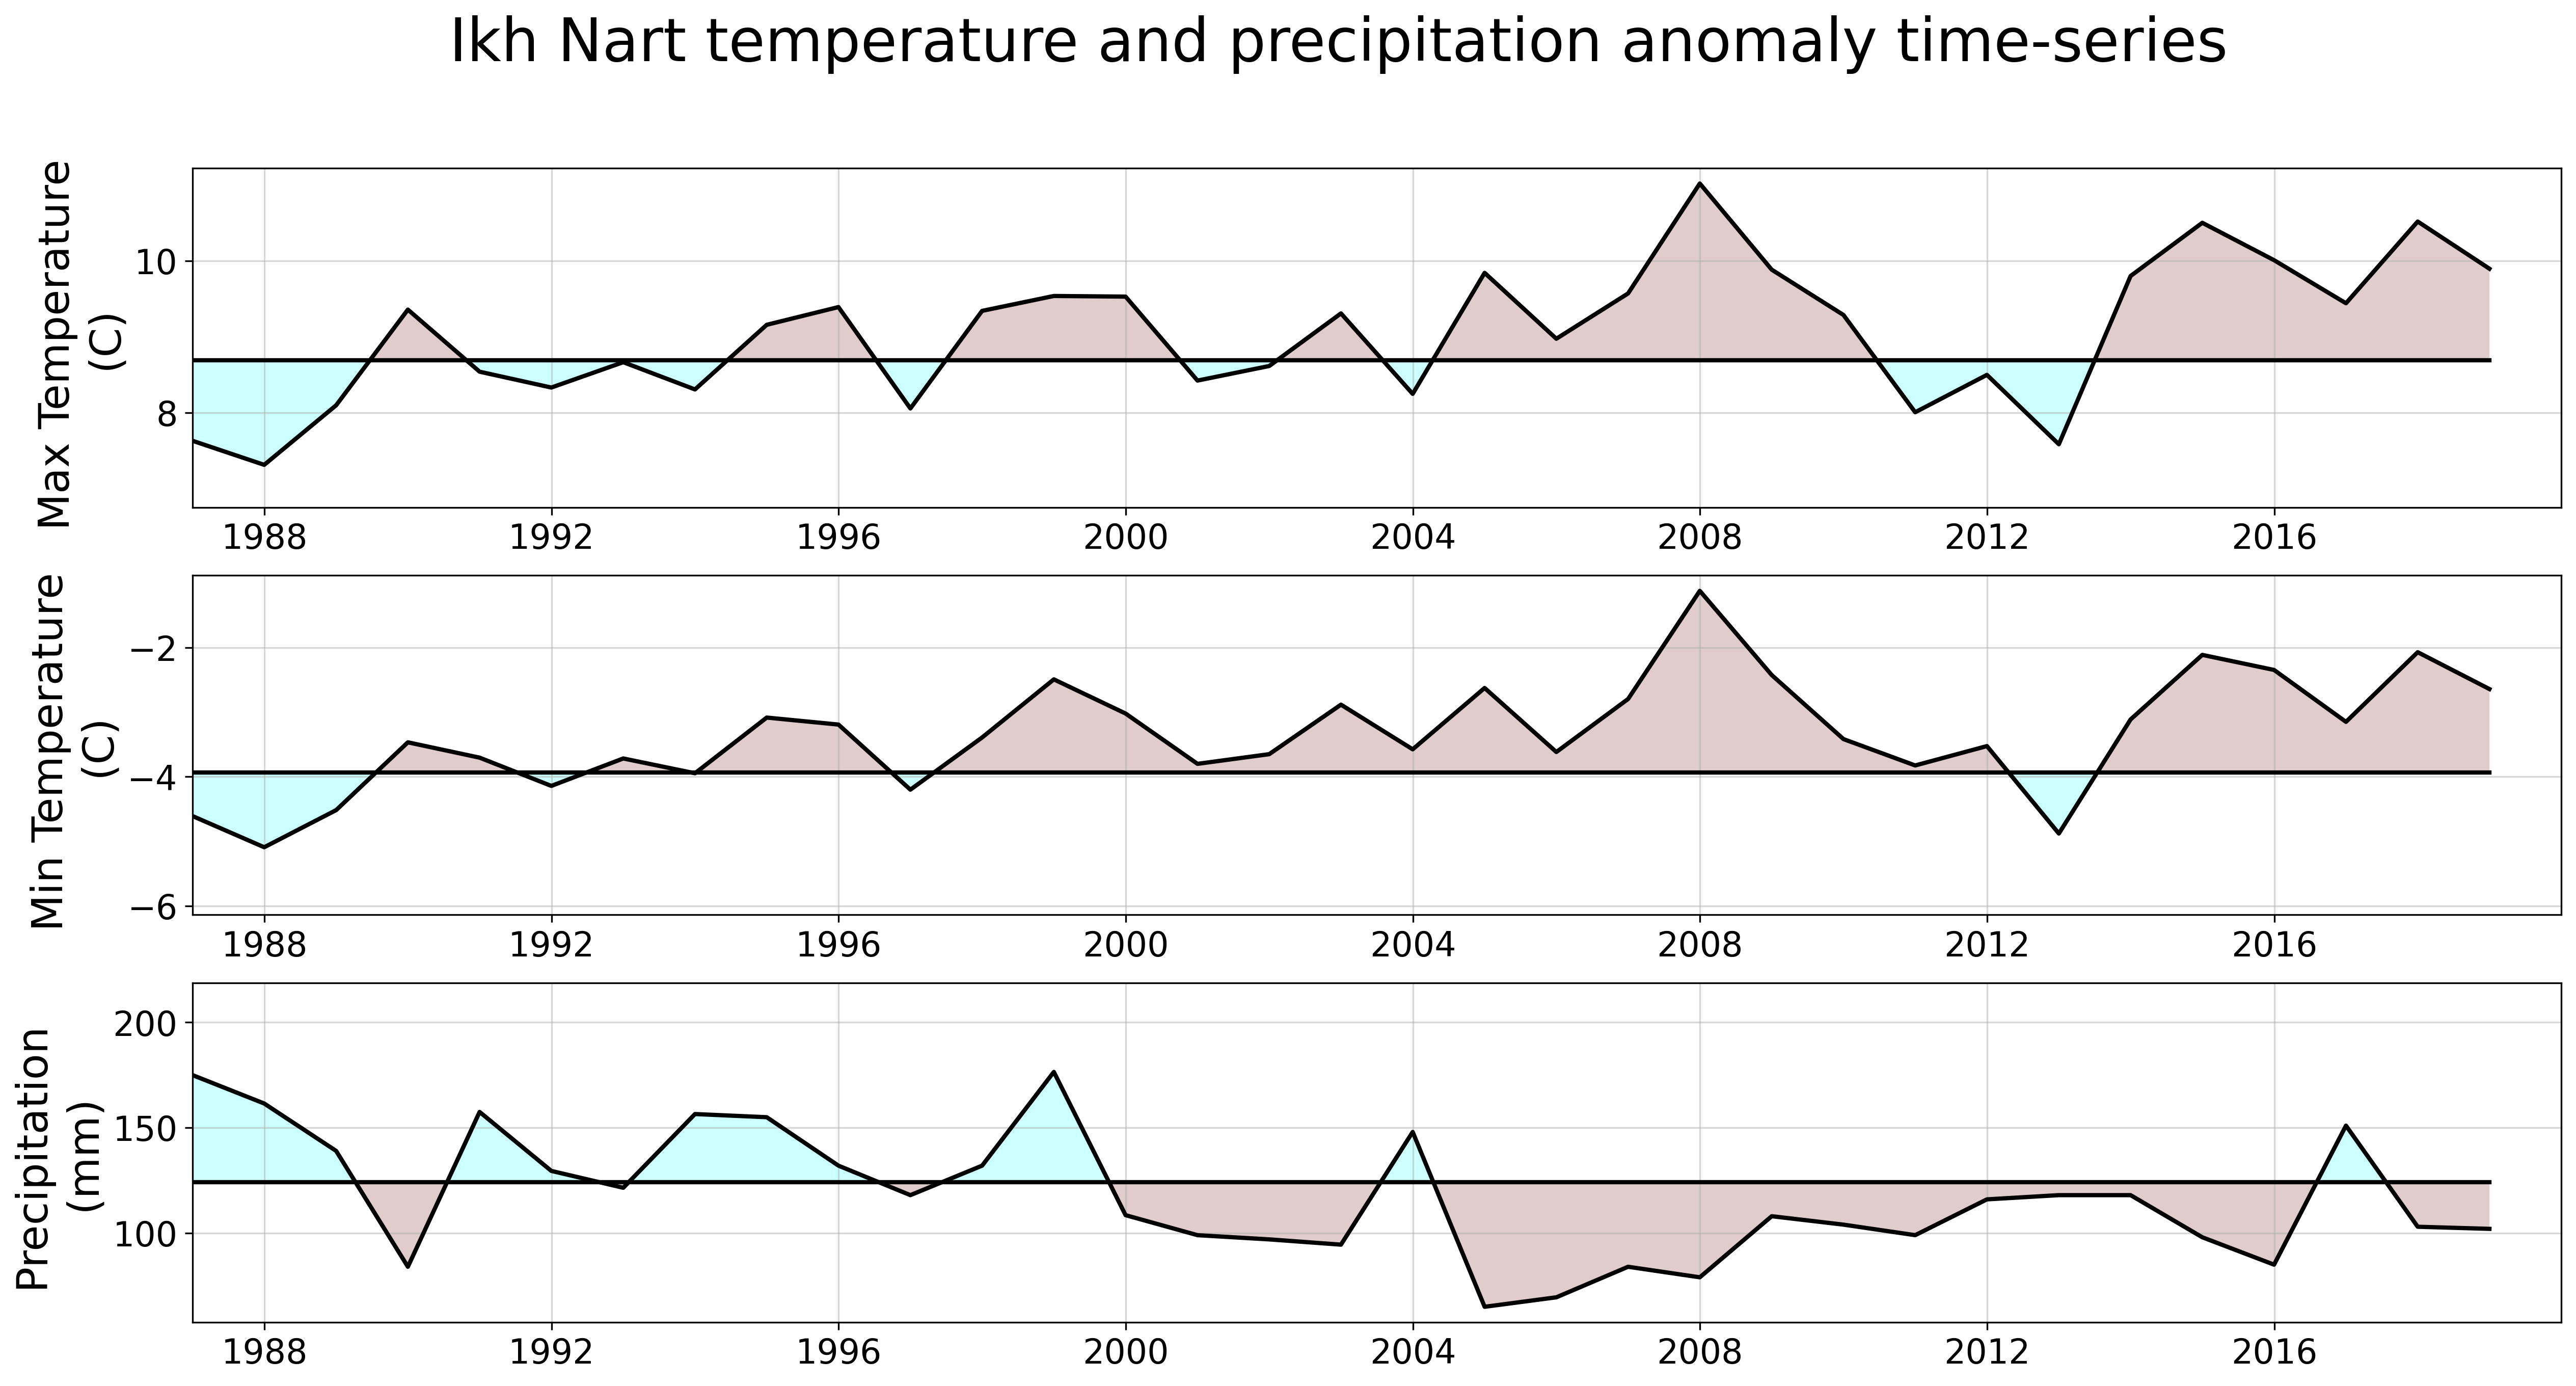 Ikh Nart temperature and precipitation anomaly time-series
Max Temperature
(C)
10
8
1988 1992 1996 2000 2004 2008 2012 2016
Min Temperature
(C)
−2
−4
−6
1988 1992 1996 2000 2004 2008 2012 2016
Precipitation
(mm)
200
150
100
1988 1992 1996 2000 2004 2008 2012 2016